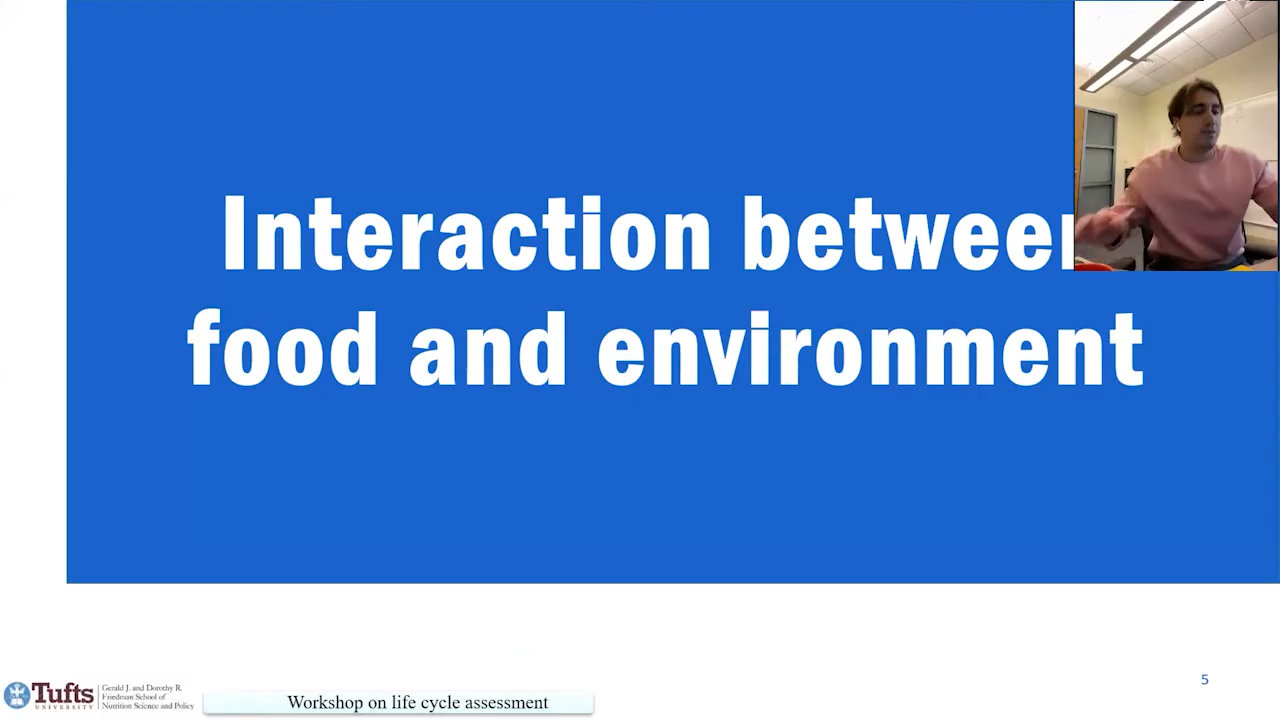 Interaction between
food and environment
Tufts
UNIVERSITY
Gerald J. and Dorothy R.
Friedman School of
Nutrition Science and Policy
Workshop on life cycle assessment
5